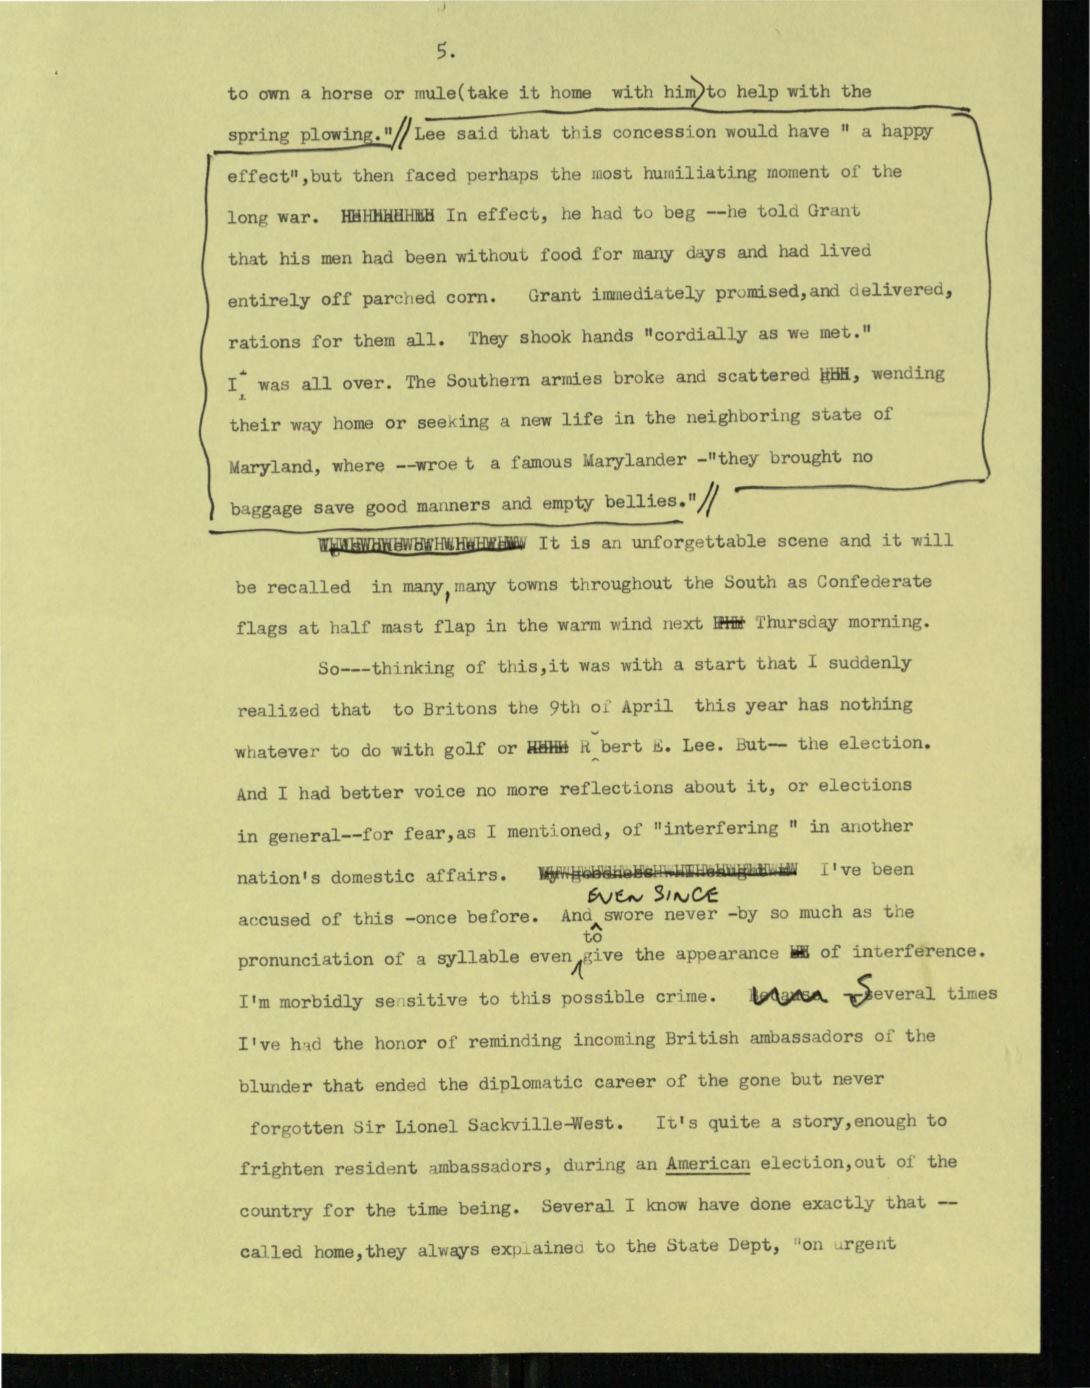 5.
to own a horse or mule(take it home with him)to help with the
spring plowing."// Lee said that this concession would have " a happy
effect",but then faced perhaps the most humiliating moment of the
long war. In effect, he had to beg --he told Grant
that his men had been without food for many days and had lived
entirely off parched corn. Grant immediately promised,and delivered,
rations for them all. They shook hands "cordially as we met."
It was all over. The Southern armies broke and scattered , wending
their way home or seeking a new life in the neighboring state of
Maryland, where --wroe t a famous Marylander -"they brought no
baggage save good manners and empty bellies."//
It is an unforgettable scene and it will
be recalled in many,many towns throughout the South as Confederate
flags at half mast flap in the warm wind next Thursday morning.
So---thinking of this,it was with a start that I suddenly
realized that to Britons the 9th of April this year has nothing
whatever to do with golf or R bert E. Lee. But-- the election.
And I had better voice no more reflections about it, or elections
in general--for fear,as I mentioned, of "interfering " in another
nation's domestic affairs. I've been
EVEN SINCE
accused of this -once before. And swore never -by so much as the
to
pronunciation of a syllable even give the appearance of interference.
I'm morbidly sensitive to this possible crime. Several times
I've had the honor of reminding incoming British ambassadors of the
blunder that ended the diplomatic career of the gone but never
forgotten Sir Lionel Sackville-West. It's quite a story,enough to
frighten resident ambassadors, during an American election,out of the
country for the time being. Several I know have done exactly that --
called home,they always explained to the State Dept, "on urgent